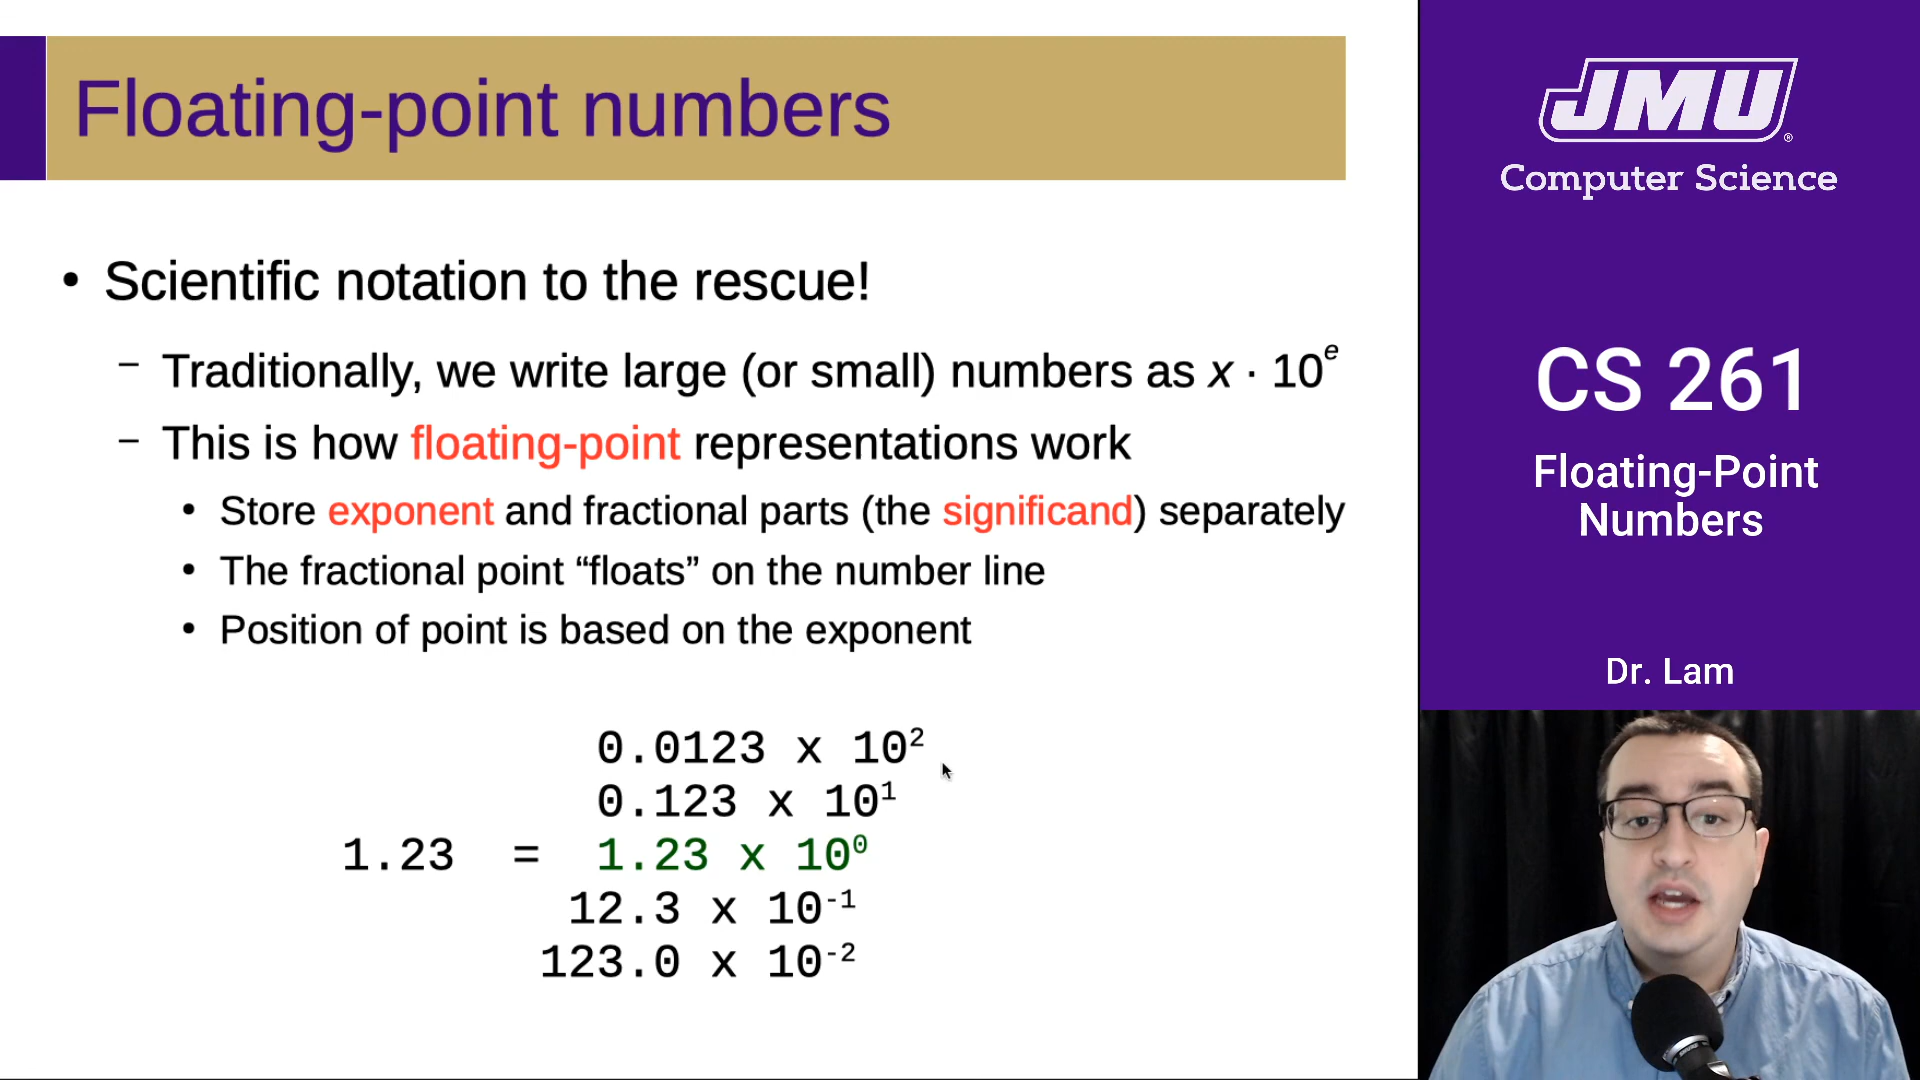 Floating-point numbers
• Scientific notation to the rescue!
– Traditionally, we write large (or small) numbers as x · 10ᵉ
– This is how floating-point representations work
• Store exponent and fractional parts (the significand) separately
• The fractional point “floats” on the number line
• Position of point is based on the exponent
0.0123 x 10²
0.123 x 10¹
1.23 = 1.23 x 10⁰
12.3 x 10⁻¹
123.0 x 10⁻²
JMU®
Computer Science
CS 261
Floating-Point
Numbers
Dr. Lam